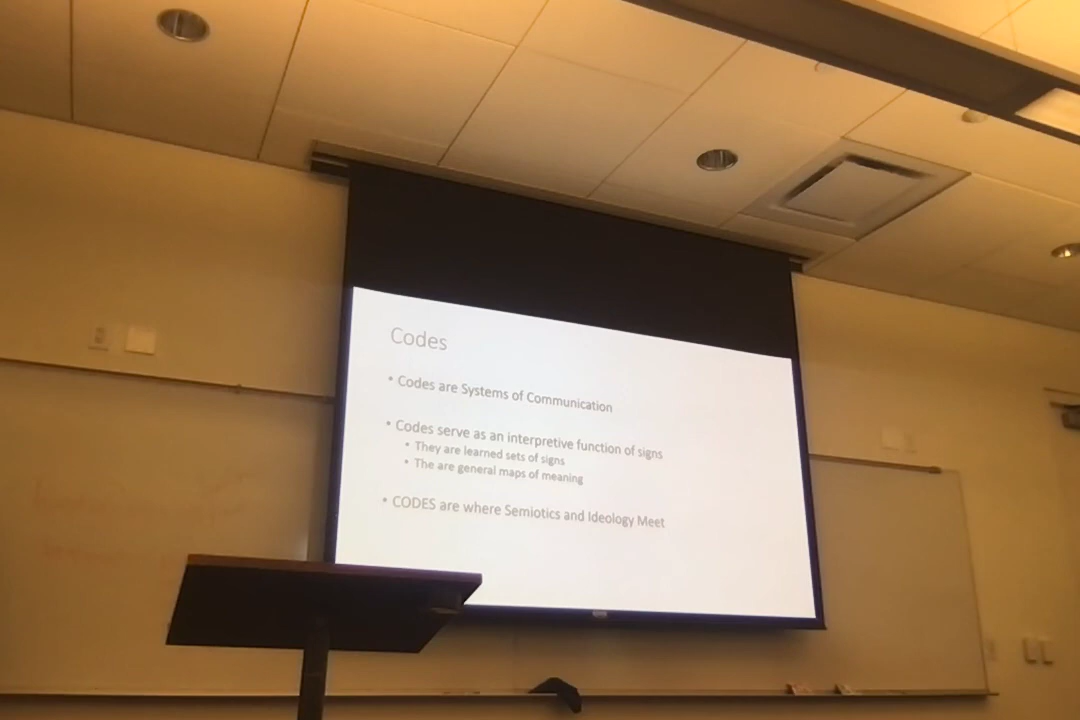 Codes
• Codes are Systems of Communication
• Codes serve as an interpretive function of signs
• They are learned sets of signs
• The are general maps of meaning
• CODES are where Semiotics and Ideology Meet